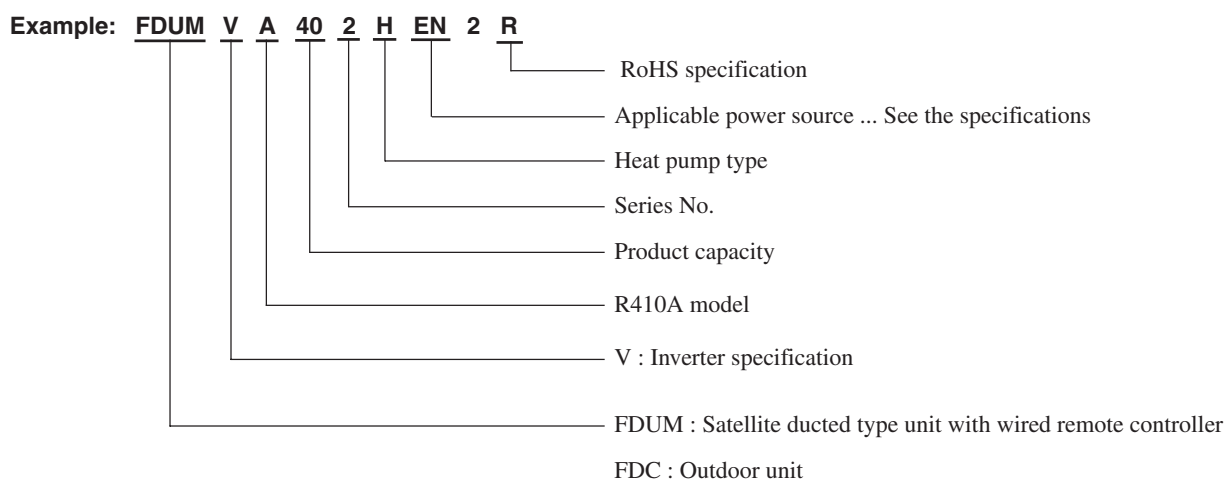 Example: FDUM V A 40 2 H EN 2 R
RoHS specification
Applicable power source ... See the specifications
Heat pump type
Series No.
Product capacity
R410A model
V : Inverter specification
FDUM : Satellite ducted type unit with wired remote controller
FDC : Outdoor unit